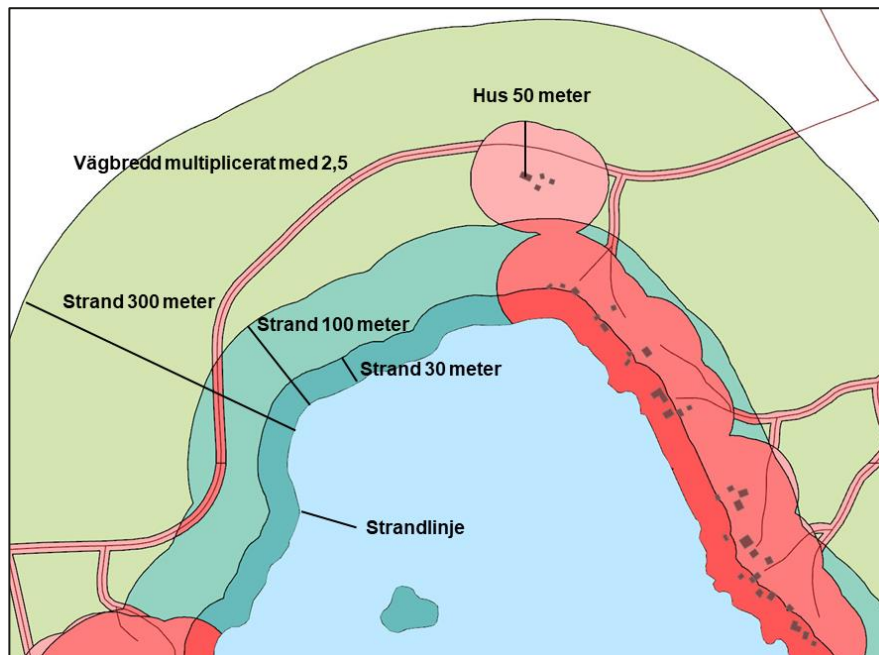 Hus 50 meter
Vägbredd multiplicerat med 2,5
Strand 300 meter
Strand 100 meter
Strand 30 meter
Strandlinje